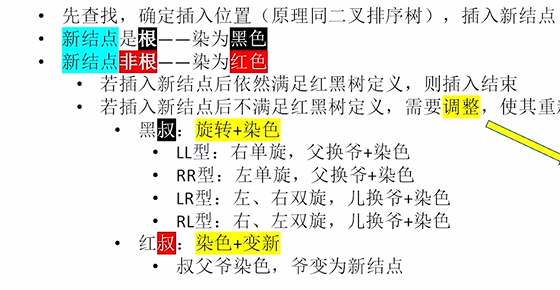 • 先查找，确定插入位置（原理同二叉排序树），插入新结点
• 新结点是根——染为黑色
• 新结点非根——染为红色
• 若插入新结点后依然满足红黑树定义，则插入结束
• 若插入新结点后不满足红黑树定义，需要调整，使其重
• 黑叔：旋转+染色
• LL型：右单旋，父换爷+染色
• RR型：左单旋，父换爷+染色
• LR型：左、右双旋，儿换爷+染色
• RL型：右、左双旋，儿换爷+染色
• 红叔：染色+变新
• 叔父爷染色，爷变为新结点